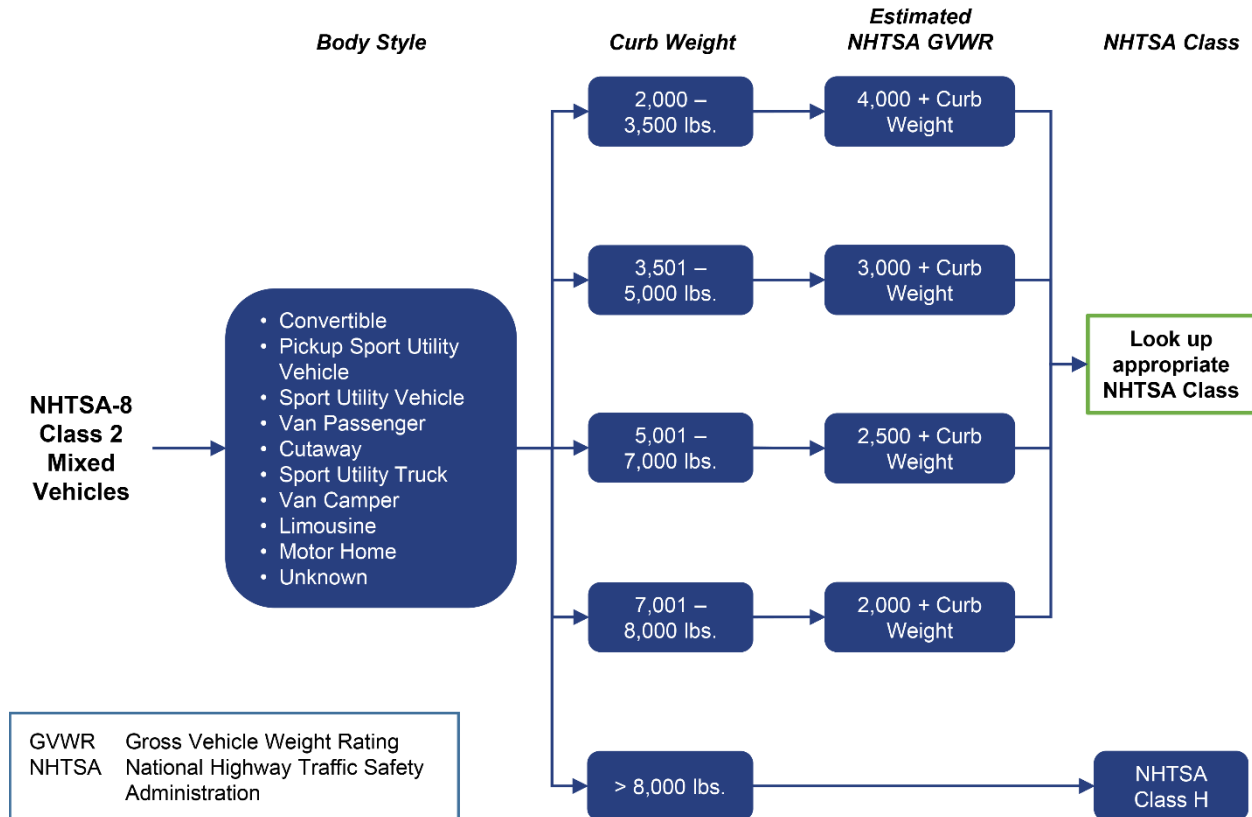 Body Style
Curb Weight
Estimated
NHTSA GVWR
NHTSA Class
NHTSA-8
Class 2
Mixed
Vehicles
• Convertible
• Pickup Sport Utility
Vehicle
• Sport Utility Vehicle
• Van Passenger
• Cutaway
• Sport Utility Truck
• Van Camper
• Limousine
• Motor Home
• Unknown
2,000 –
3,500 lbs.
4,000 + Curb
Weight
3,501 –
5,000 lbs.
3,000 + Curb
Weight
5,001 –
7,000 lbs.
2,500 + Curb
Weight
7,001 –
8,000 lbs.
2,000 + Curb
Weight
> 8,000 lbs.
Look up
appropriate
NHTSA Class
NHTSA
Class H
GVWR Gross Vehicle Weight Rating
NHTSA National Highway Traffic Safety
Administration